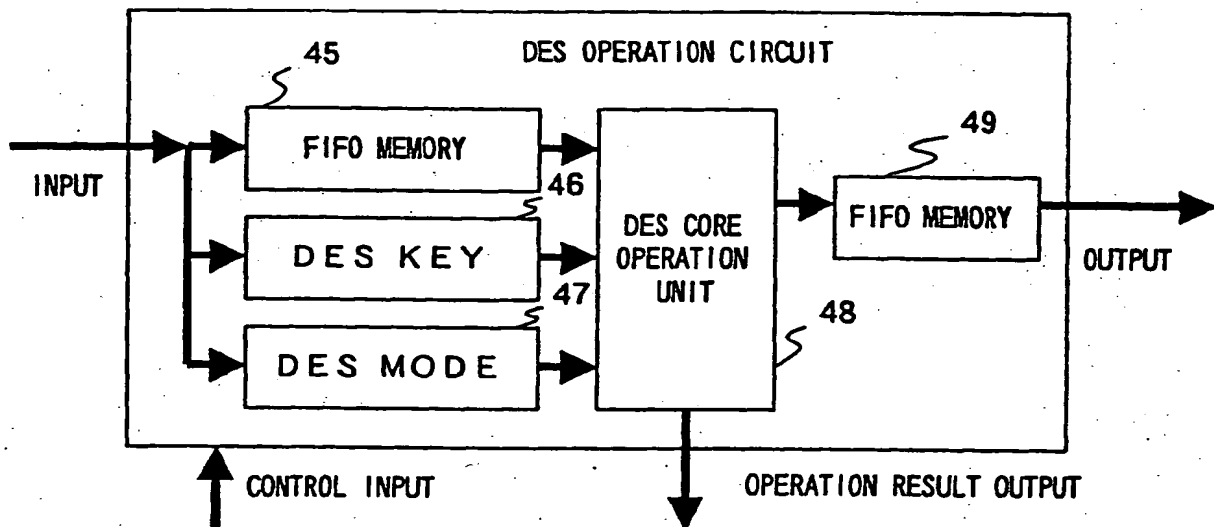 DES OPERATION CIRCUIT
45
FIFO MEMORY
49
INPUT
46
DES KEY
DES CORE
OPERATION
UNIT
FIFO MEMORY
OUTPUT
47
DES MODE
48
CONTROL INPUT
OPERATION RESULT OUTPUT